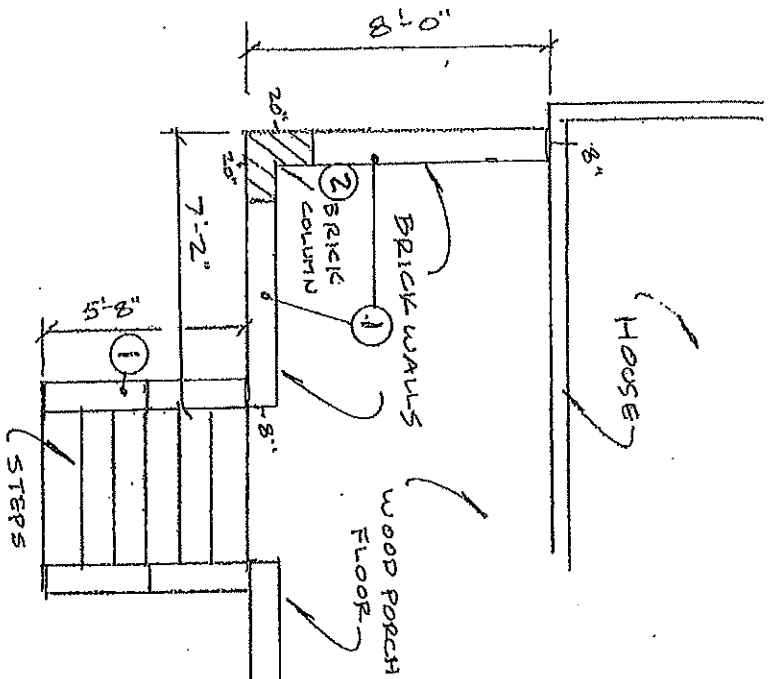 8'-0"
8"
HOUSE
20"
20"
2
BRICK
COLUMN
BRICK WALLS
1
7'-2"
5'-8"
1
8"
WOOD PORCH
FLOOR
STEPS